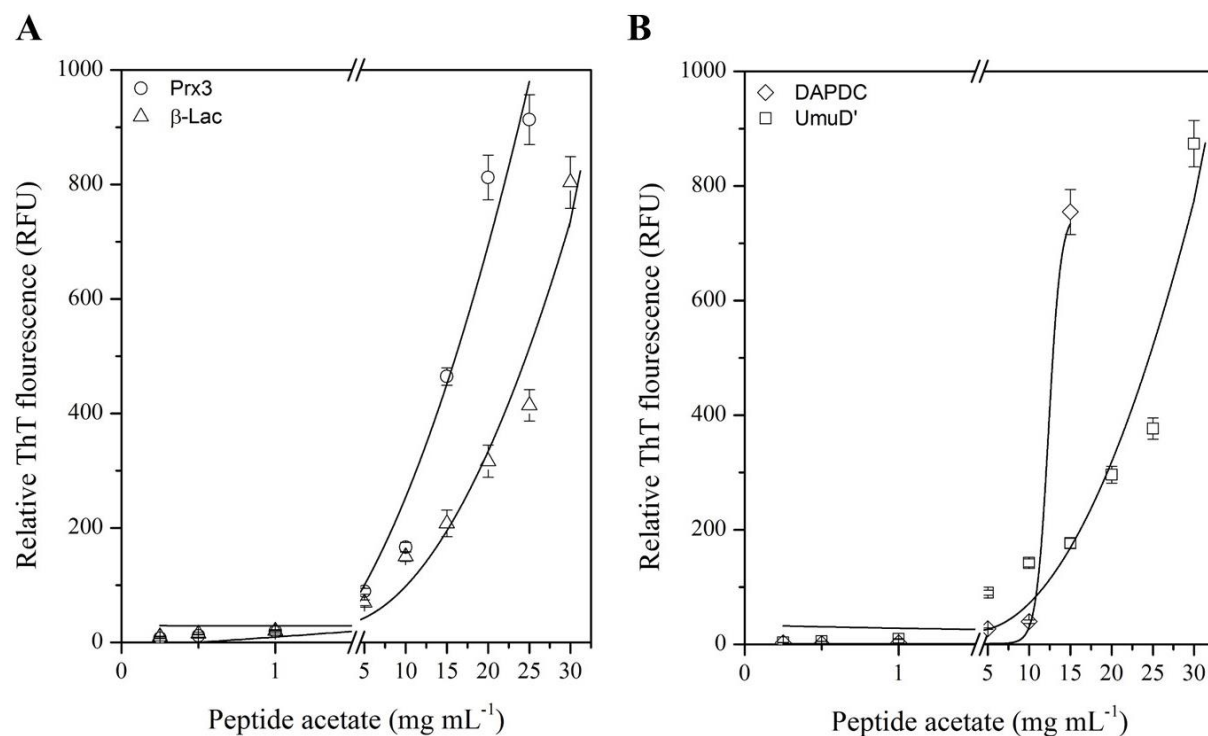 A
Relative ThT flourescence (RFU)
1000
800
600
400
200
0
Prx3
β-Lac
0 1 5 10 15 20 25 30
Peptide acetate (mg mL⁻¹)
B
Relative ThT flourescence (RFU)
1000
800
600
400
200
0
DAPDC
UmuD'
0 1 5 10 15 20 25 30
Peptide acetate (mg mL⁻¹)